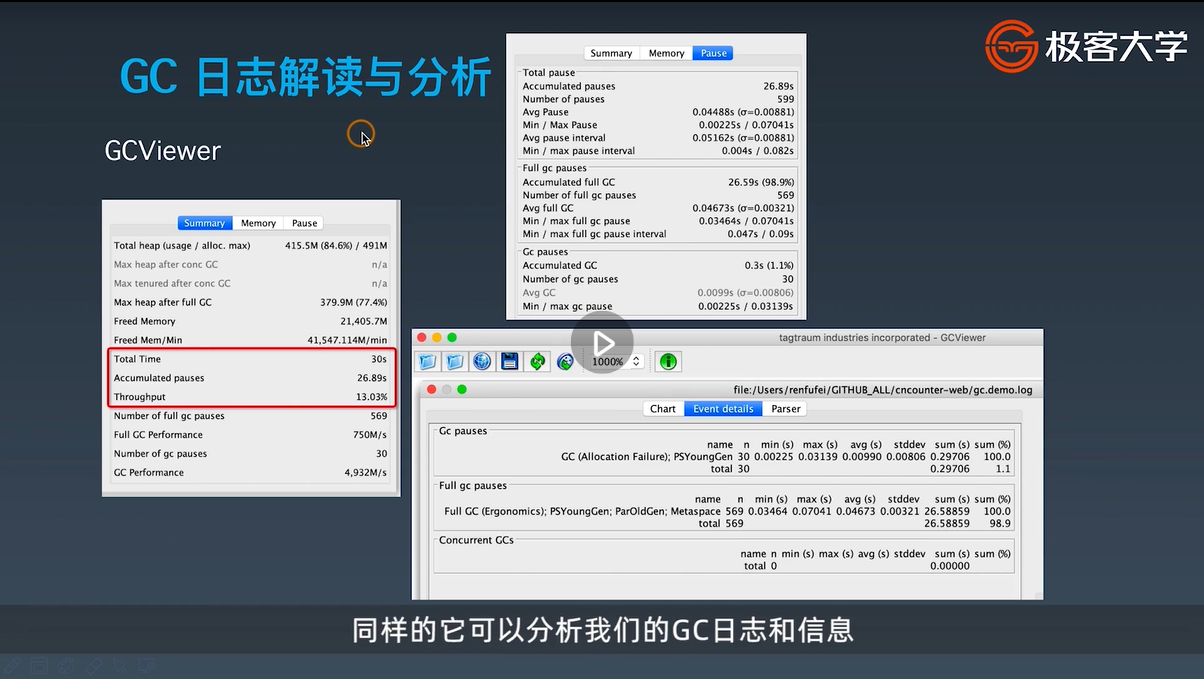 GC 日志解读与分析
极客大学
GCViewer
Summary Memory Pause
Total heap (usage / alloc. max) 415.5M (84.6%) / 491M
Max heap after conc GC n/a
Max tenured after conc GC n/a
Max heap after full GC 379.9M (77.4%)
Freed Memory 21,405.7M
Freed Mem/Min 41,547.114M/min
Total Time 30s
Accumulated pauses 26.89s
Throughput 13.03%
Number of full gc pauses 569
Full GC Performance 750M/s
Number of gc pauses 30
GC Performance 4,932M/s
Summary Memory Pause
Total pause
Accumulated pauses 26.89s
Number of pauses 599
Avg Pause 0.04488s (σ=0.00881)
Min / Max Pause 0.00225s / 0.07041s
Avg pause interval 0.05162s (σ=0.00881)
Min / max pause interval 0.004s / 0.082s
Full gc pauses
Accumulated full GC 26.59s (98.9%)
Number of full gc pauses 569
Avg full GC 0.04673s (σ=0.00321)
Min / max full gc pause 0.03464s / 0.07041s
Min / max full gc pause interval 0.047s / 0.09s
Gc pauses
Accumulated GC 0.3s (1.1%)
Number of gc pauses 30
Avg GC 0.0099s (σ=0.00806)
Min / max gc pause 0.00225s / 0.03139s
tagtraum industries incorporated - GCViewer
1000%
file:/Users/renfufei/GITHUB_ALL/cncounter-web/gc.demo.log
Chart Event details Parser
Gc pauses
name n min (s) max (s) avg (s) stddev sum (s) sum (%)
GC (Allocation Failure); PSYoungGen 30 0.00225 0.03139 0.00990 0.00806 0.29706 100.0
total 30 0.29706 1.1
Full gc pauses
name n min (s) max (s) avg (s) stddev sum (s) sum (%)
Full GC (Ergonomics); PSYoungGen; ParOldGen; Metaspace 569 0.03464 0.07041 0.04673 0.00321 26.58859 100.0
total 569 26.58859 98.9
Concurrent GCs
name n min (s) max (s) avg (s) stddev sum (s) sum (%)
total 0 0.00000
同样的它可以分析我们的GC日志和信息